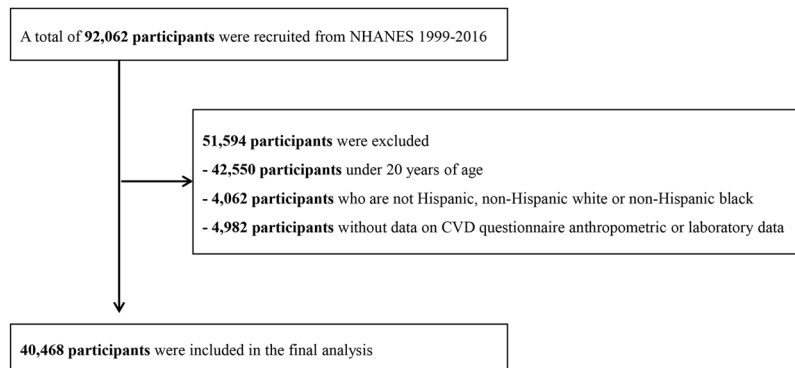 A total of 92,062 participants were recruited from NHANES 1999-2016
51,594 participants were excluded
- 42,550 participants under 20 years of age
- 4,062 participants who are not Hispanic, non-Hispanic white or non-Hispanic black
- 4,982 participants without data on CVD questionnaire anthropometric or laboratory data
40,468 participants were included in the final analysis